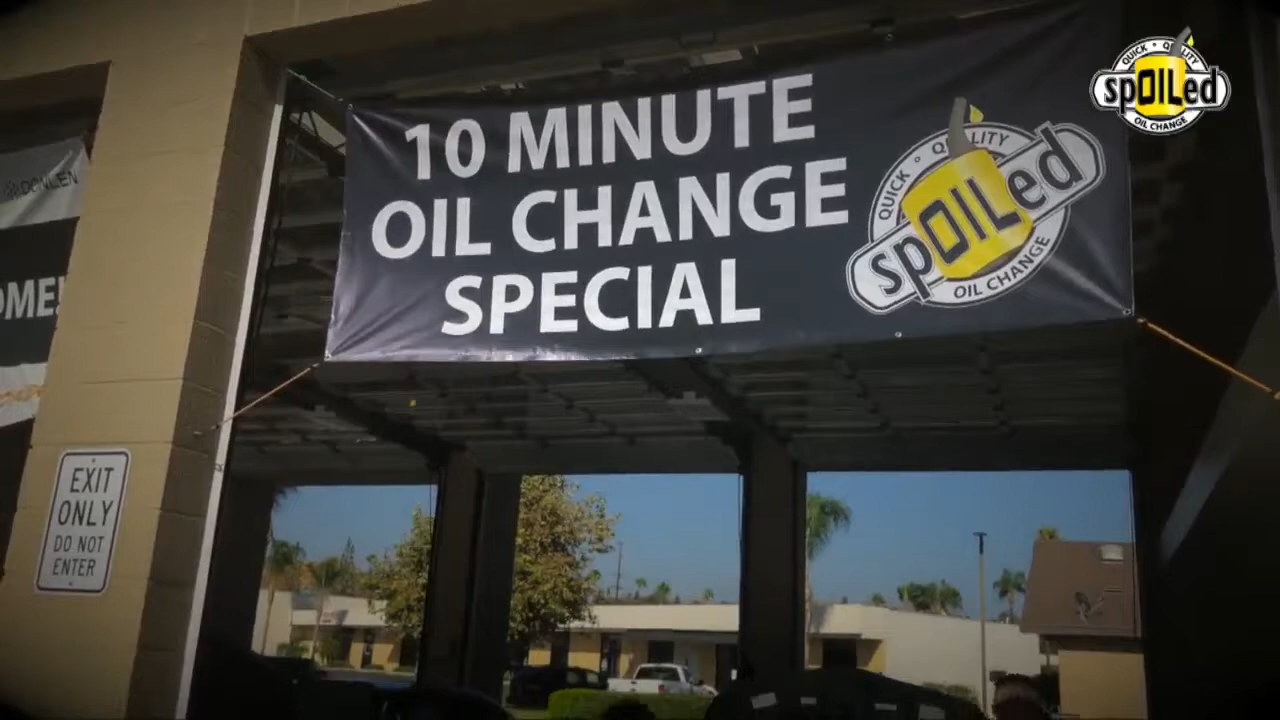 10 MINUTE
OIL CHANGE
SPECIAL
QUICK • QUALITY
spOILed
OIL CHANGE
QUICK • QUALITY
spOILed
OIL CHANGE
OME!
EXIT
ONLY
DO NOT
ENTER